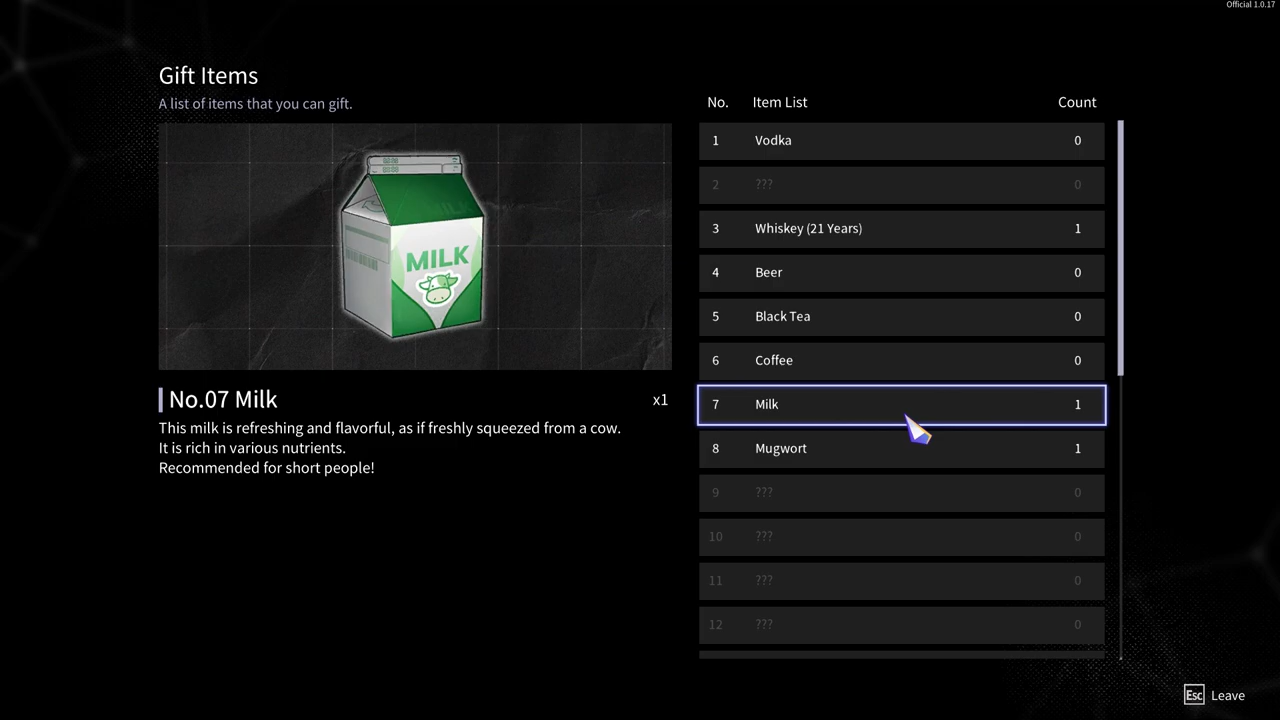 Official 1.0.17
Gift Items
A list of items that you can gift.
MILK
No.07 Milk x1
This milk is refreshing and flavorful, as if freshly squeezed from a cow.
It is rich in various nutrients.
Recommended for short people!
No. Item List Count
1 Vodka 0
2 ??? 0
3 Whiskey (21 Years) 1
4 Beer 0
5 Black Tea 0
6 Coffee 0
7 Milk 1
8 Mugwort 1
9 ??? 0
10 ??? 0
11 ??? 0
12 ??? 0
Esc Leave